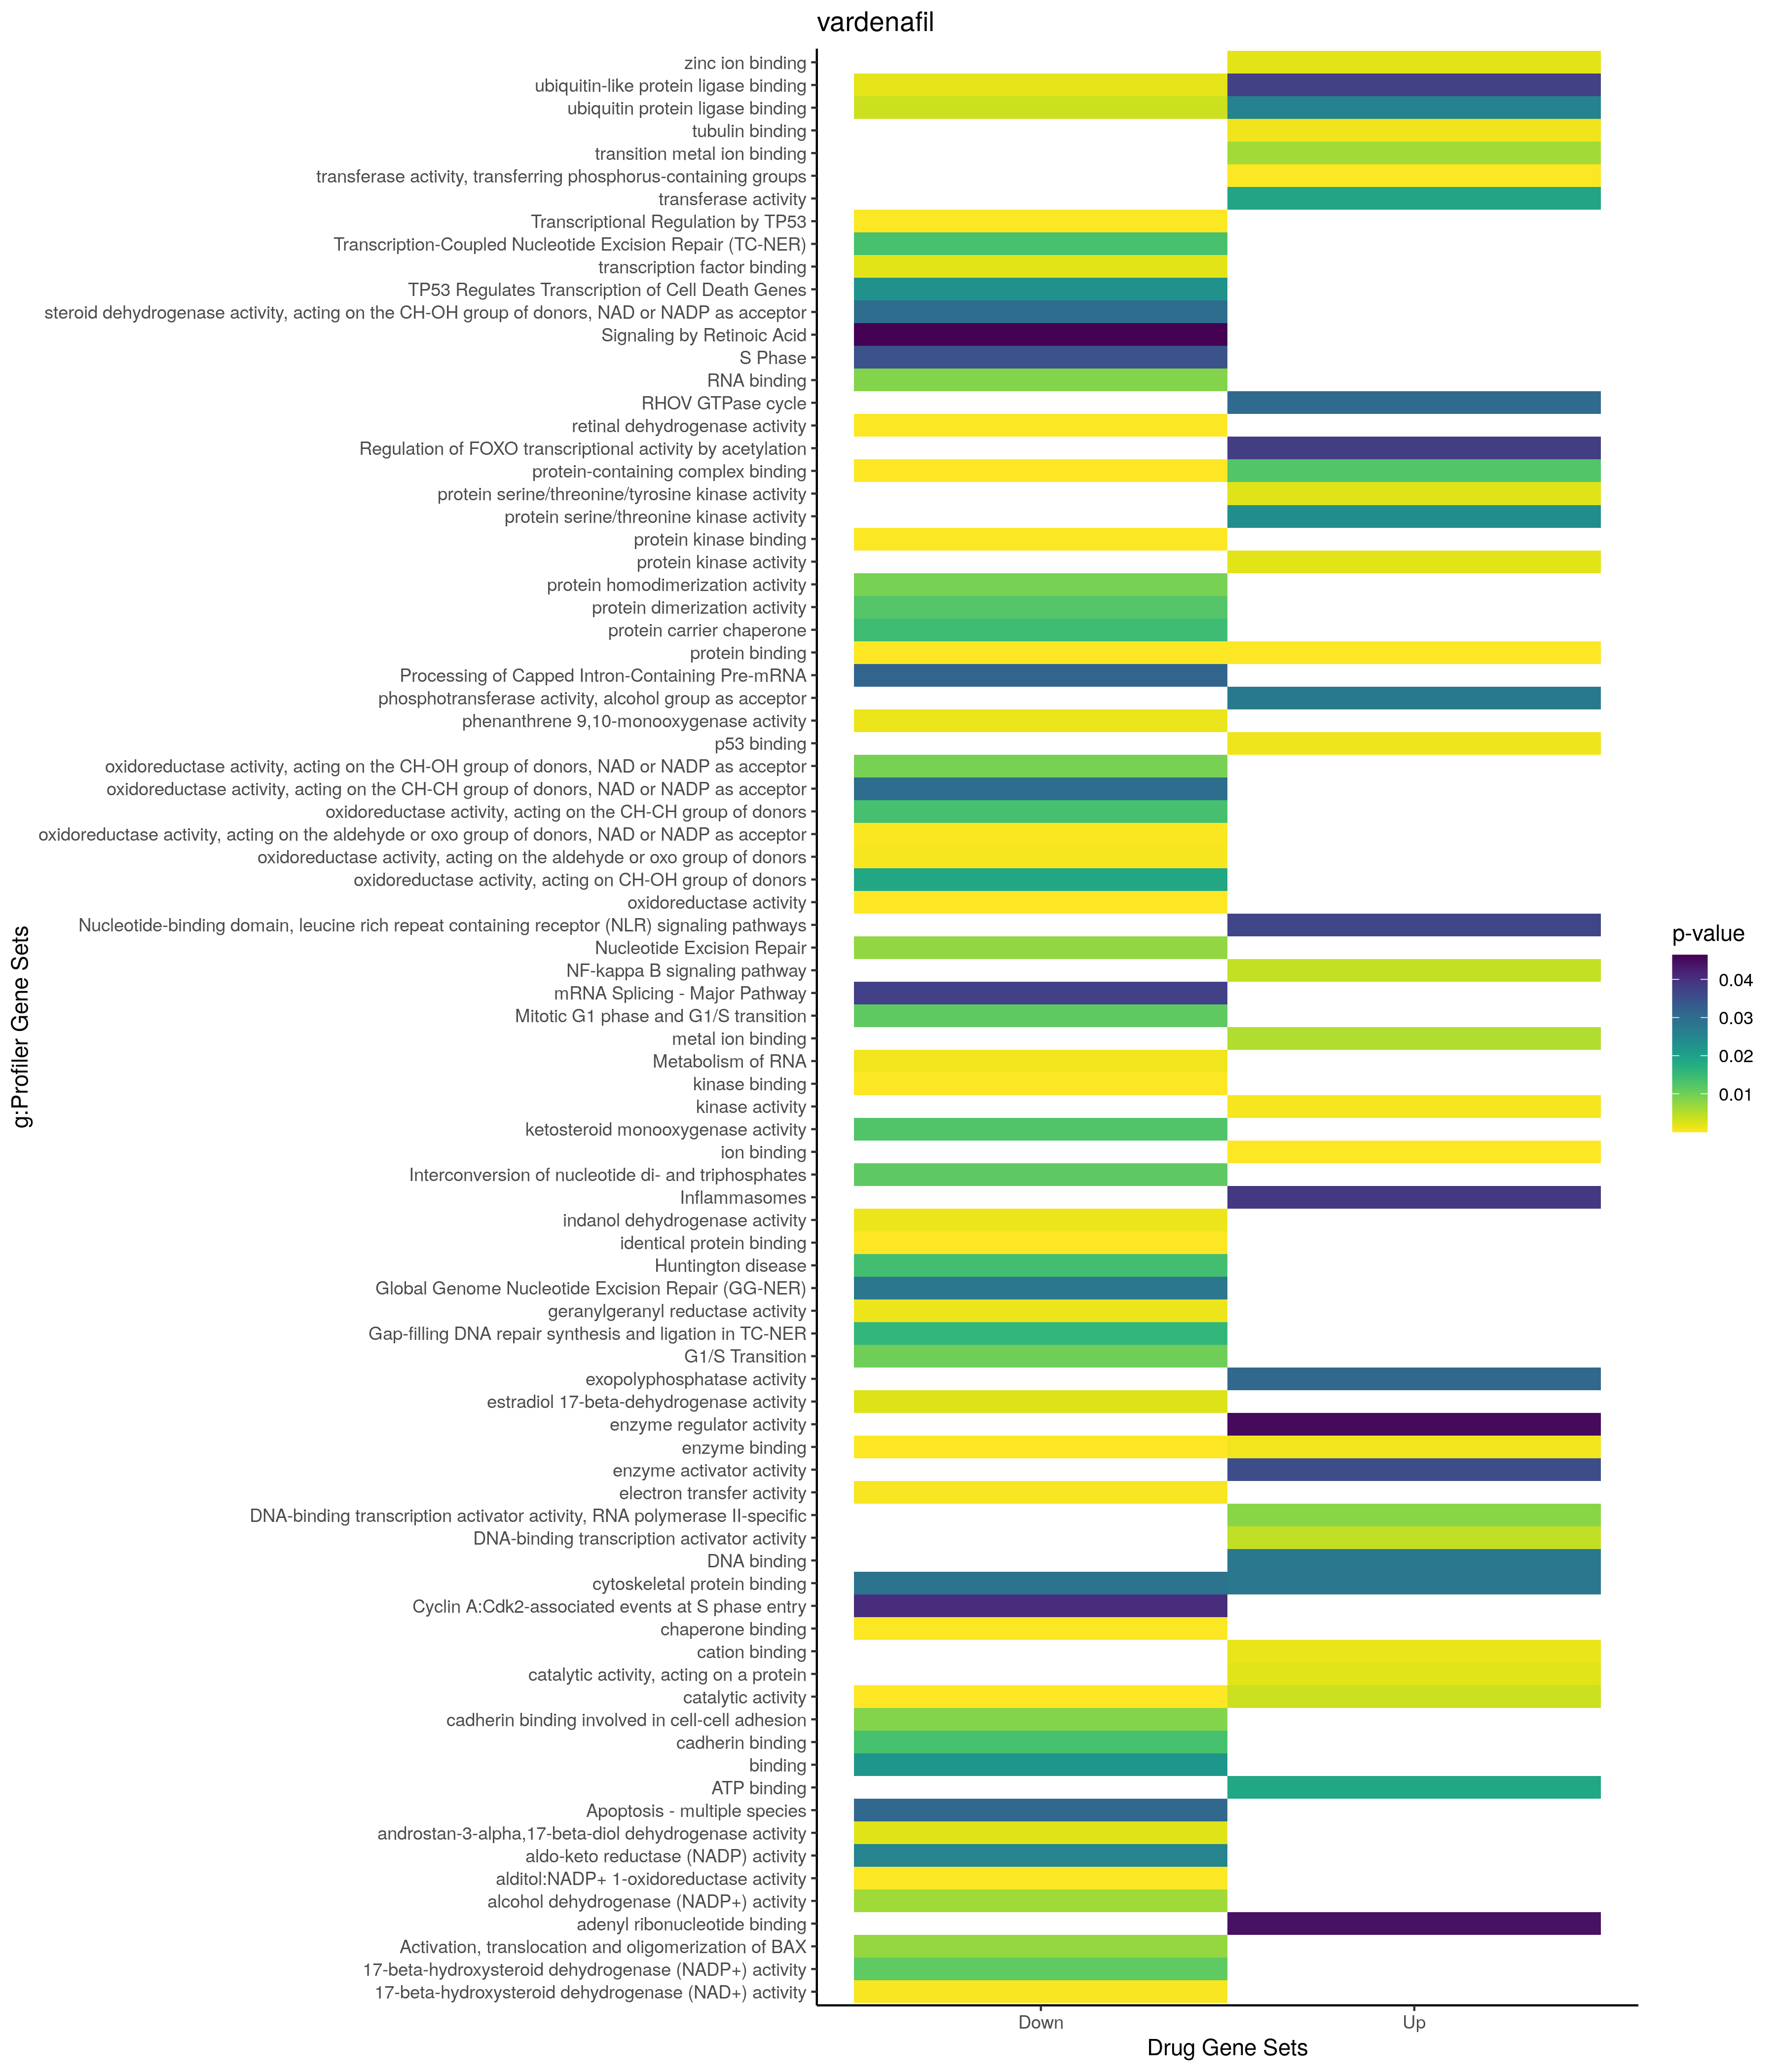 vardenafil
zinc ion binding
ubiquitin-like protein ligase binding
ubiquitin protein ligase binding
tubulin binding
transition metal ion binding
transferase activity, transferring phosphorus-containing groups
transferase activity
Transcriptional Regulation by TP53
Transcription-Coupled Nucleotide Excision Repair (TC-NER)
transcription factor binding
TP53 Regulates Transcription of Cell Death Genes
steroid dehydrogenase activity, acting on the CH-OH group of donors, NAD or NADP as acceptor
Signaling by Retinoic Acid
S Phase
RNA binding
RHOV GTPase cycle
retinal dehydrogenase activity
Regulation of FOXO transcriptional activity by acetylation
protein-containing complex binding
protein serine/threonine/tyrosine kinase activity
protein serine/threonine kinase activity
protein kinase binding
protein kinase activity
protein homodimerization activity
protein dimerization activity
protein carrier chaperone
protein binding
Processing of Capped Intron-Containing Pre-mRNA
phosphotransferase activity, alcohol group as acceptor
phenanthrene 9,10-monooxygenase activity
p53 binding
oxidoreductase activity, acting on the CH-OH group of donors, NAD or NADP as acceptor
oxidoreductase activity, acting on the CH-CH group of donors, NAD or NADP as acceptor
oxidoreductase activity, acting on the CH-CH group of donors
oxidoreductase activity, acting on the aldehyde or oxo group of donors, NAD or NADP as acceptor
oxidoreductase activity, acting on the aldehyde or oxo group of donors
oxidoreductase activity, acting on CH-OH group of donors
oxidoreductase activity
Nucleotide-binding domain, leucine rich repeat containing receptor (NLR) signaling pathways
Nucleotide Excision Repair
NF-kappa B signaling pathway
mRNA Splicing - Major Pathway
Mitotic G1 phase and G1/S transition
metal ion binding
Metabolism of RNA
kinase binding
kinase activity
ketosteroid monooxygenase activity
ion binding
Interconversion of nucleotide di- and triphosphates
Inflammasomes
indanol dehydrogenase activity
identical protein binding
Huntington disease
Global Genome Nucleotide Excision Repair (GG-NER)
geranylgeranyl reductase activity
Gap-filling DNA repair synthesis and ligation in TC-NER
G1/S Transition
exopolyphosphatase activity
estradiol 17-beta-dehydrogenase activity
enzyme regulator activity
enzyme binding
enzyme activator activity
electron transfer activity
DNA-binding transcription activator activity, RNA polymerase II-specific
DNA-binding transcription activator activity
DNA binding
cytoskeletal protein binding
Cyclin A:Cdk2-associated events at S phase entry
chaperone binding
cation binding
catalytic activity, acting on a protein
catalytic activity
cadherin binding involved in cell-cell adhesion
cadherin binding
binding
ATP binding
Apoptosis - multiple species
androstan-3-alpha,17-beta-diol dehydrogenase activity
aldo-keto reductase (NADP) activity
alditol:NADP+ 1-oxidoreductase activity
alcohol dehydrogenase (NADP+) activity
adenyl ribonucleotide binding
Activation, translocation and oligomerization of BAX
17-beta-hydroxysteroid dehydrogenase (NADP+) activity
17-beta-hydroxysteroid dehydrogenase (NAD+) activity
g:Profiler Gene Sets
Down
Up
Drug Gene Sets
p-value
0.04
0.03
0.02
0.01